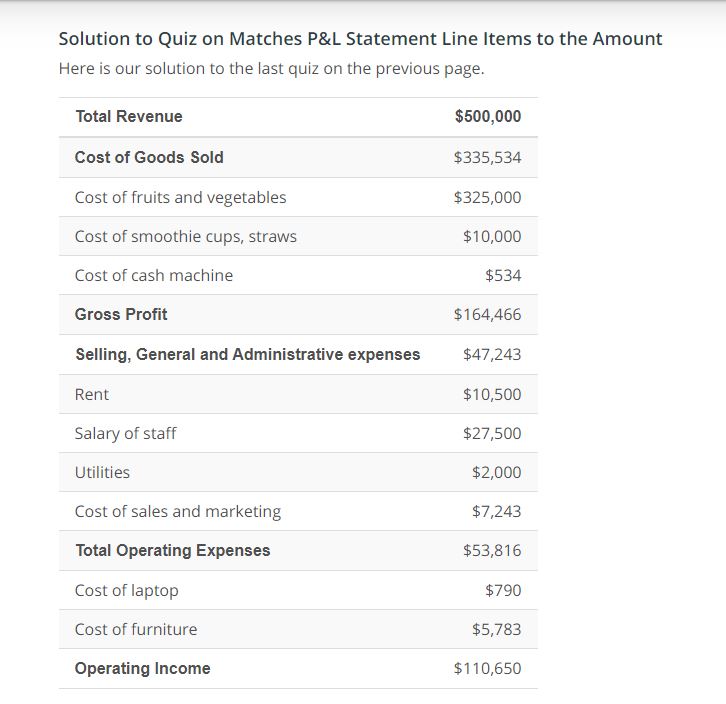 Solution to Quiz on Matches P&L Statement Line Items to the Amount
Here is our solution to the last quiz on the previous page.
Total Revenue $500,000
Cost of Goods Sold $335,534
Cost of fruits and vegetables $325,000
Cost of smoothie cups, straws $10,000
Cost of cash machine $534
Gross Profit $164,466
Selling, General and Administrative expenses $47,243
Rent $10,500
Salary of staff $27,500
Utilities $2,000
Cost of sales and marketing $7,243
Total Operating Expenses $53,816
Cost of laptop $790
Cost of furniture $5,783
Operating Income $110,650